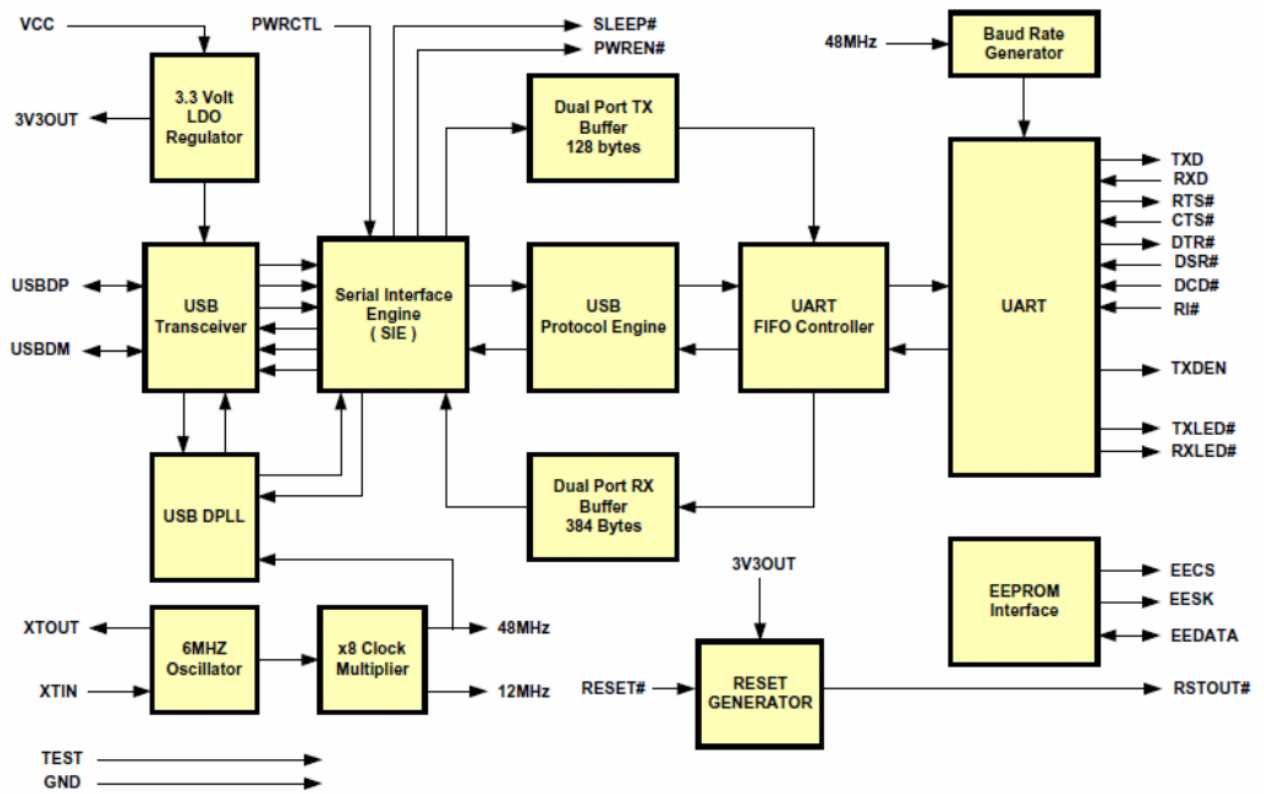 VCC
PWRCTL
SLEEP#
PWREN#
48MHz
Baud Rate
Generator
3V3OUT
3.3 Volt
LDO
Regulator
Dual Port TX
Buffer
128 bytes
TXD
RXD
RTS#
CTS#
DTR#
DSR#
DCD#
RI#
TXDEN
TXLED#
RXLED#
USBDP
USBDM
USB
Transceiver
Serial Interface
Engine
( SIE )
USB
Protocol Engine
UART
FIFO Controller
UART
USB DPLL
Dual Port RX
Buffer
384 Bytes
3V3OUT
EEPROM
Interface
EECS
EESK
EEDATA
XTOUT
XTIN
6MHZ
Oscillator
x8 Clock
Multiplier
48MHz
12MHz
RESET#
RESET
GENERATOR
RSTOUT#
TEST
GND